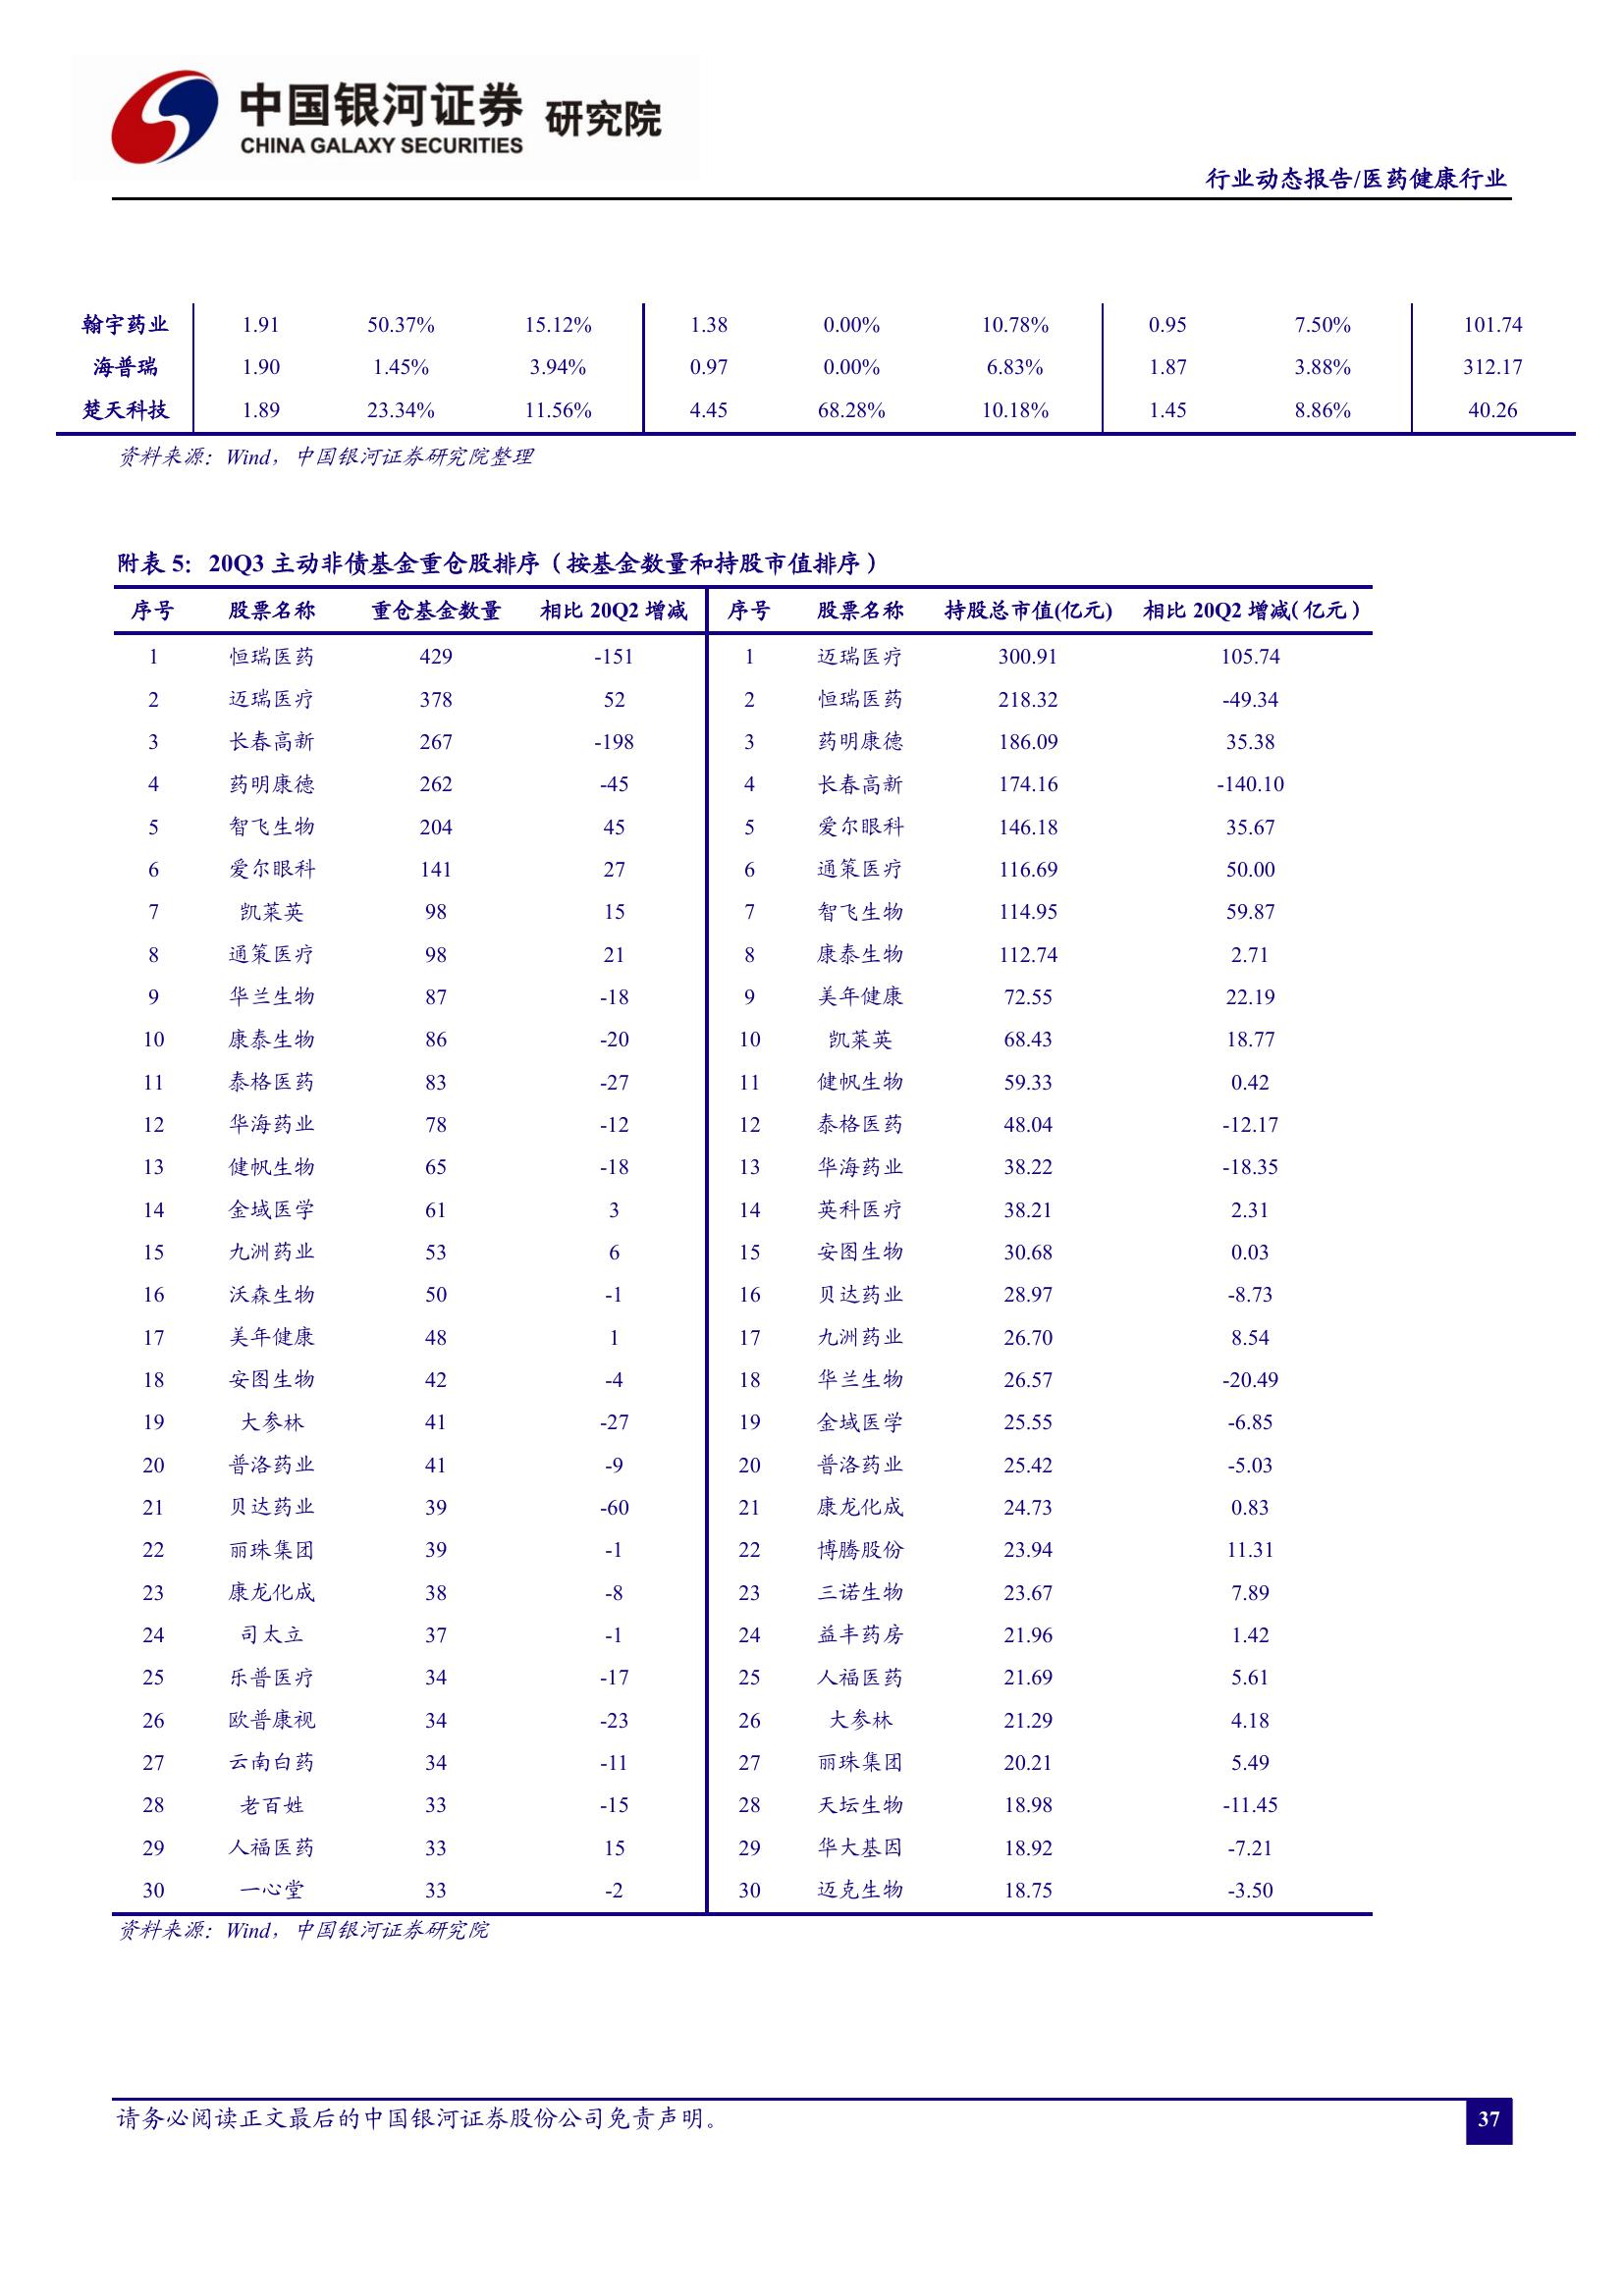 中国银河证券 研究院
CHINA GALAXY SECURITIES
行业动态报告/医药健康行业
翰宇药业 1.91 50.37% 15.12% 1.38 0.00% 10.78% 0.95 7.50% 101.74
海普瑞 1.90 1.45% 3.94% 0.97 0.00% 6.83% 1.87 3.88% 312.17
楚天科技 1.89 23.34% 11.56% 4.45 68.28% 10.18% 1.45 8.86% 40.26
资料来源：Wind，中国银河证券研究院整理
附表 5：20Q3 主动非债基金重仓股排序（按基金数量和持股市值排序）
序号 股票名称 重仓基金数量 相比 20Q2 增减 序号 股票名称 持股总市值(亿元) 相比 20Q2 增减（亿元）
1 恒瑞医药 429 -151 1 迈瑞医疗 300.91 105.74
2 迈瑞医疗 378 52 2 恒瑞医药 218.32 -49.34
3 长春高新 267 -198 3 药明康德 186.09 35.38
4 药明康德 262 -45 4 长春高新 174.16 -140.10
5 智飞生物 204 45 5 爱尔眼科 146.18 35.67
6 爱尔眼科 141 27 6 通策医疗 116.69 50.00
7 凯莱英 98 15 7 智飞生物 114.95 59.87
8 通策医疗 98 21 8 康泰生物 112.74 2.71
9 华兰生物 87 -18 9 美年健康 72.55 22.19
10 康泰生物 86 -20 10 凯莱英 68.43 18.77
11 泰格医药 83 -27 11 健帆生物 59.33 0.42
12 华海药业 78 -12 12 泰格医药 48.04 -12.17
13 健帆生物 65 -18 13 华海药业 38.22 -18.35
14 金域医学 61 3 14 英科医疗 38.21 2.31
15 九洲药业 53 6 15 安图生物 30.68 0.03
16 沃森生物 50 -1 16 贝达药业 28.97 -8.73
17 美年健康 48 1 17 九洲药业 26.70 8.54
18 安图生物 42 -4 18 华兰生物 26.57 -20.49
19 大参林 41 -27 19 金域医学 25.55 -6.85
20 普洛药业 41 -9 20 普洛药业 25.42 -5.03
21 贝达药业 39 -60 21 康龙化成 24.73 0.83
22 丽珠集团 39 -1 22 博腾股份 23.94 11.31
23 康龙化成 38 -8 23 三诺生物 23.67 7.89
24 司太立 37 -1 24 益丰药房 21.96 1.42
25 乐普医疗 34 -17 25 人福医药 21.69 5.61
26 欧普康视 34 -23 26 大参林 21.29 4.18
27 云南白药 34 -11 27 丽珠集团 20.21 5.49
28 老百姓 33 -15 28 天坛生物 18.98 -11.45
29 人福医药 33 15 29 华大基因 18.92 -7.21
30 一心堂 33 -2 30 迈克生物 18.75 -3.50
资料来源：Wind，中国银河证券研究院
请务必阅读正文最后的中国银河证券股份公司免责声明。
37